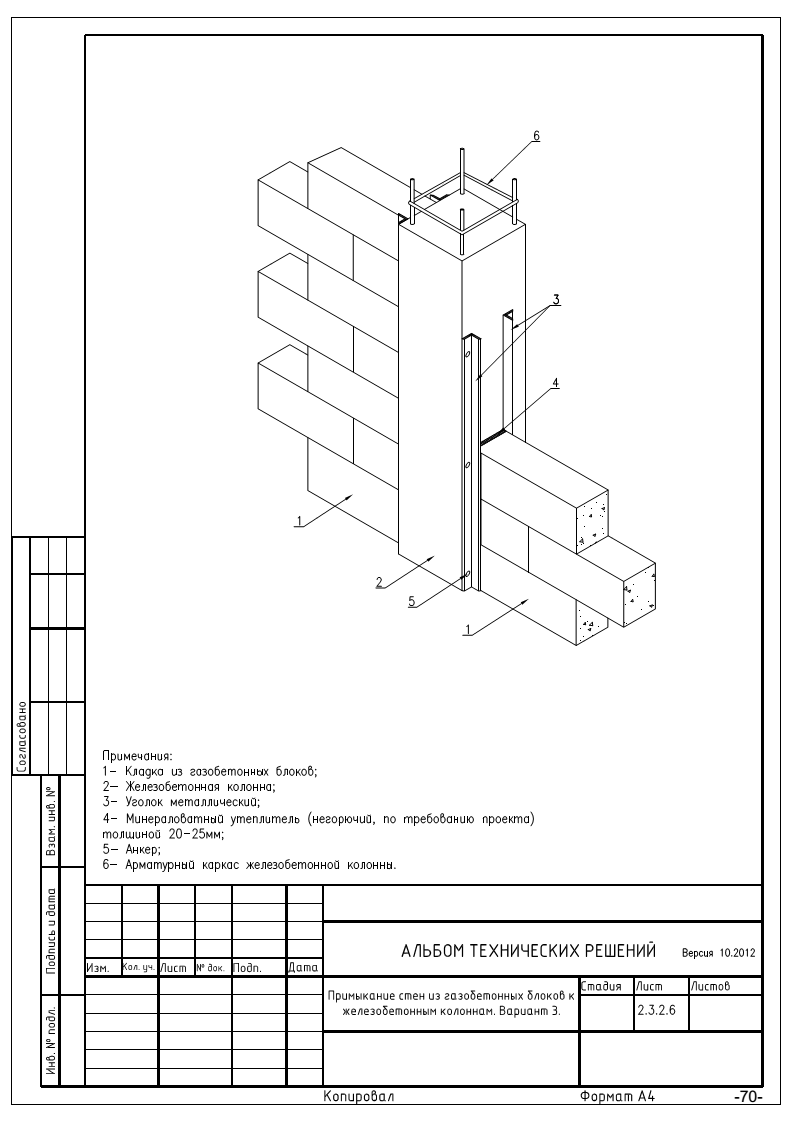 6
3
4
1
2
5
1
Примечания:
1– Кладка из газобетонных блоков;
2– Железобетонная колонна;
3– Уголок металлический;
4– Минераловатный утеплитель (негорючий, по требованию проекта)
толщиной 20–25мм;
5– Анкер;
6– Арматурный каркас железобетонной колонны.
Согласовано
Взам. инв. №
Подпись и дата
Инв. № подл.
Изм. Кол. уч. Лист № док. Подп. Дата
АЛЬБОМ ТЕХНИЧЕСКИХ РЕШЕНИЙ Версия 10.2012
Примыкание стен из газобетонных блоков к
железобетонным колоннам. Вариант 3.
Стадия Лист Листов
2.3.2.6
Копировал Формат А4 -70-